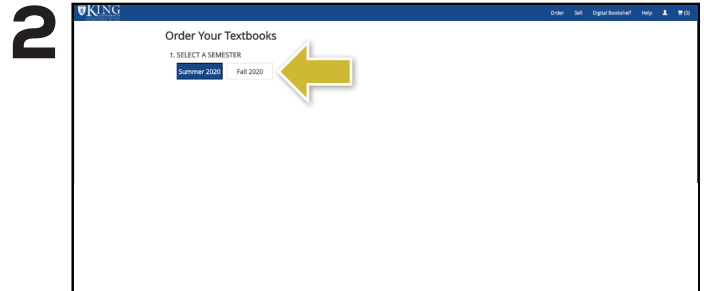 2
KING
Order Sell Digital Bookshelf Help (0)
Order Your Textbooks
1. SELECT A SEMESTER
Summer 2020 Fall 2020